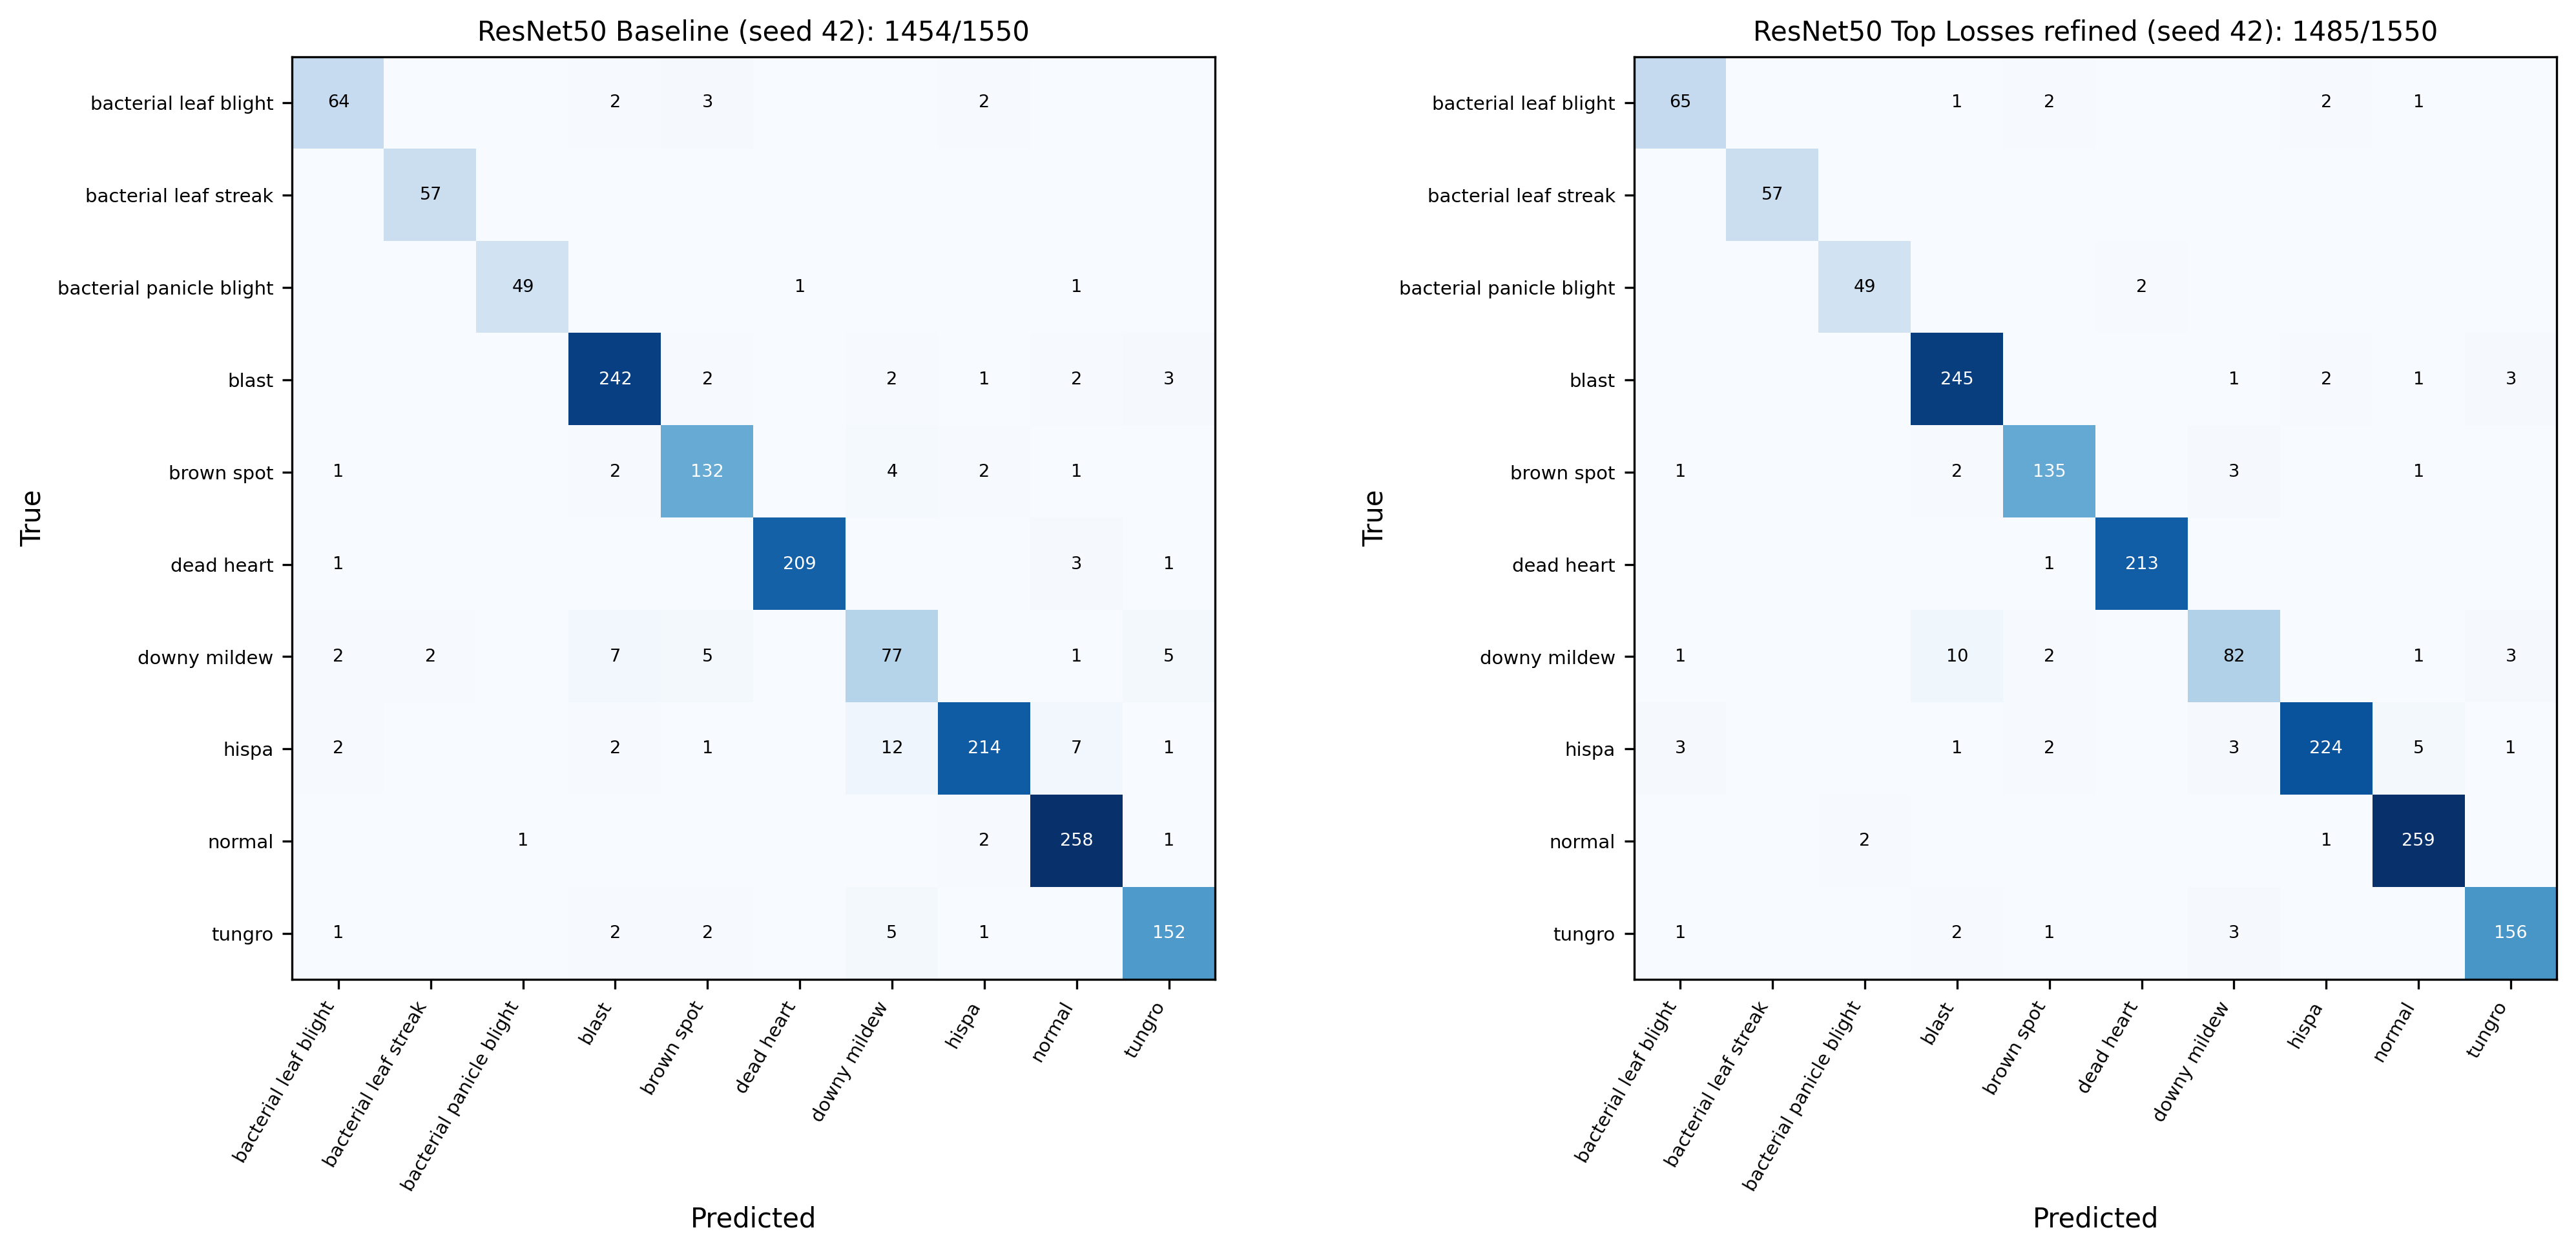 ResNet50 Baseline (seed 42): 1454/1550
True
bacterial leaf blight 64 2 3 2
bacterial leaf streak 57
bacterial panicle blight 49 1 1
blast 242 2 2 1 2 3
brown spot 1 2 132 4 2 1
dead heart 1 209 3 1
downy mildew 2 2 7 5 77 1 5
hispa 2 2 1 12 214 7 1
normal 1 2 258 1
tungro 1 2 2 5 1 152
bacterial leaf blight
bacterial leaf streak
bacterial panicle blight
blast
brown spot
dead heart
downy mildew
hispa
normal
tungro
Predicted
ResNet50 Top Losses refined (seed 42): 1485/1550
True
bacterial leaf blight 65 1 2 2 1
bacterial leaf streak 57
bacterial panicle blight 49 2
blast 245 1 2 1 3
brown spot 1 2 135 3 1
dead heart 1 213
downy mildew 1 10 2 82 1 3
hispa 3 1 2 3 224 5 1
normal 2 1 259
tungro 1 2 1 3 156
bacterial leaf blight
bacterial leaf streak
bacterial panicle blight
blast
brown spot
dead heart
downy mildew
hispa
normal
tungro
Predicted